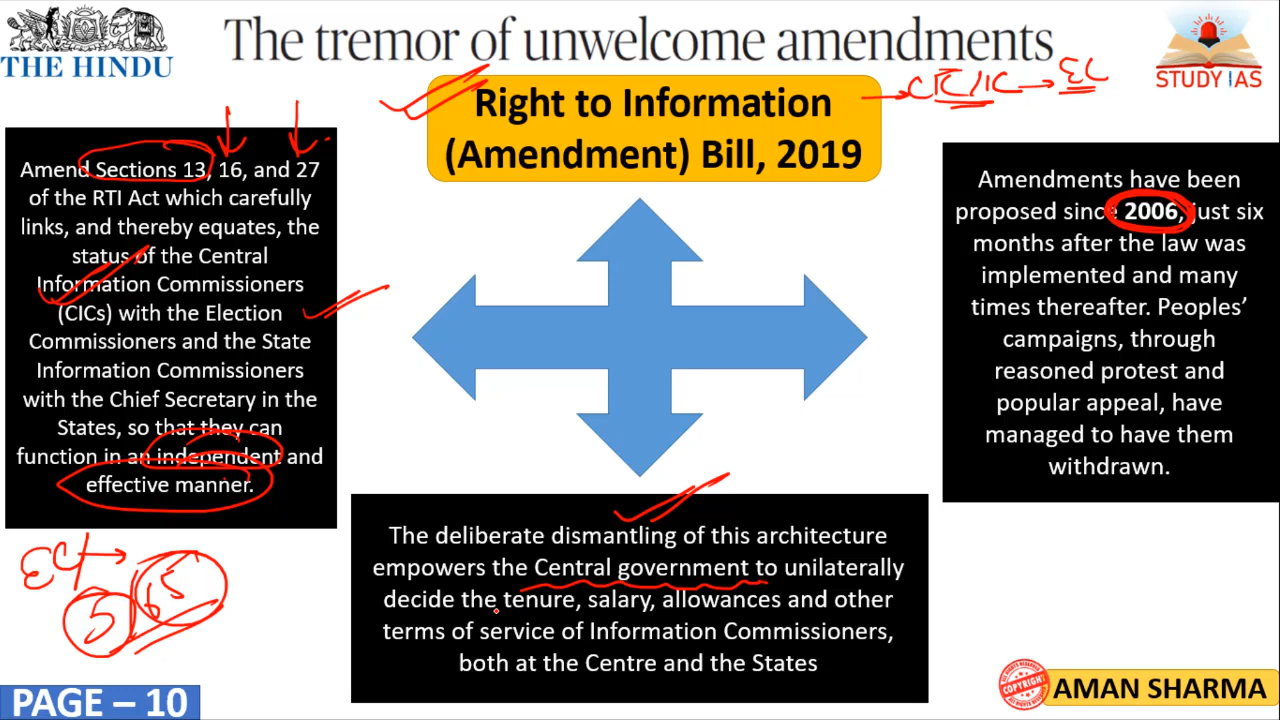 THE HINDU
The tremor of unwelcome amendments
STUDY IAS
Right to Information
(Amendment) Bill, 2019
CIC/IC → EC
Amend Sections 13, 16, and 27
of the RTI Act which carefully
links, and thereby equates, the
status of the Central
Information Commissioners
(CICs) with the Election
Commissioners and the State
Information Commissioners
with the Chief Secretary in the
States, so that they can
function in an independent and
effective manner.
Amendments have been
proposed since 2006, just six
months after the law was
implemented and many
times thereafter. Peoples’
campaigns, through
reasoned protest and
popular appeal, have
managed to have them
withdrawn.
The deliberate dismantling of this architecture
empowers the Central government to unilaterally
decide the tenure, salary, allowances and other
terms of service of Information Commissioners,
both at the Centre and the States
5 65
PAGE – 10
COPYRIGHT
AMAN SHARMA